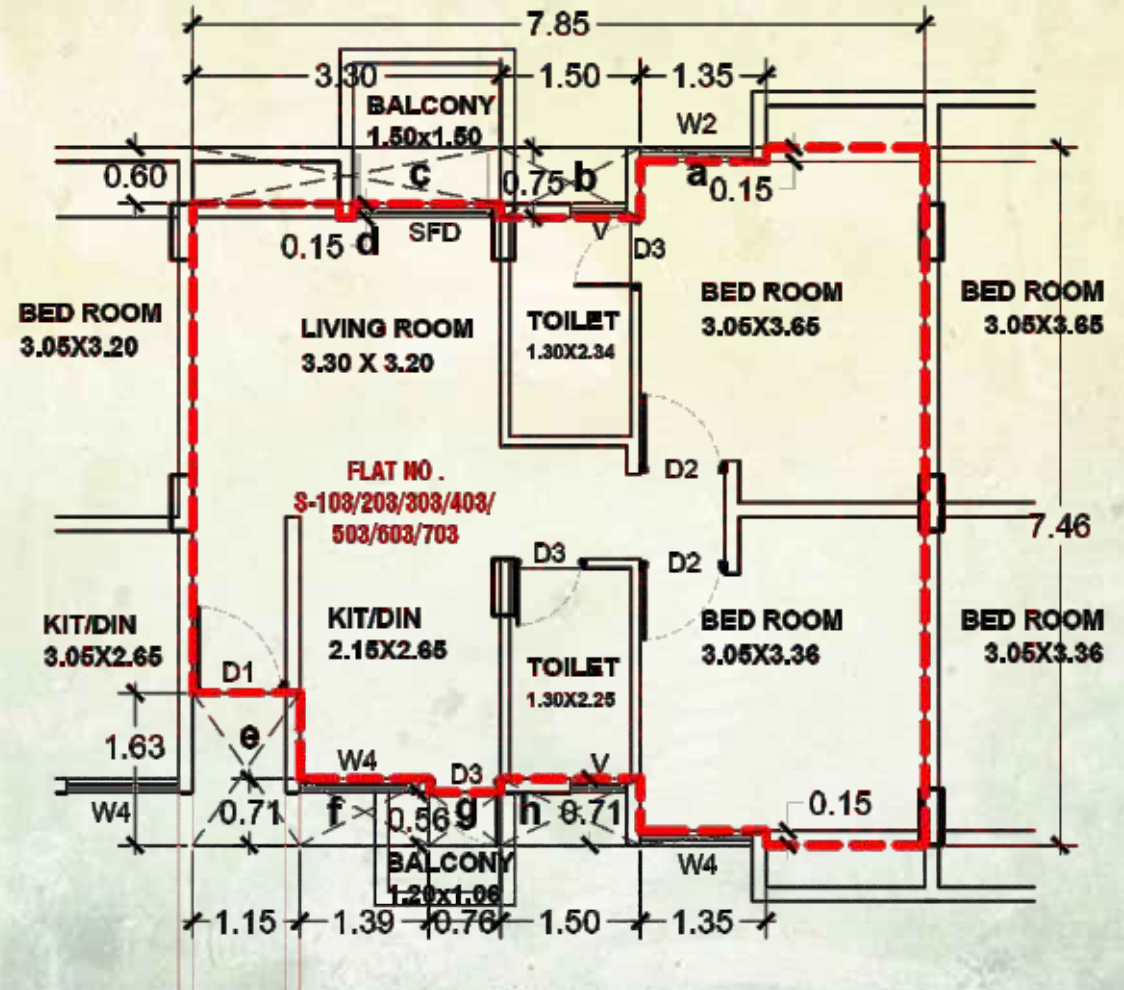 7.85
3.30
1.50
1.35
BALCONY
1.50x1.50
W2
0.60
c
0.75
b
a
0.15
0.15
d
SFD
V
D3
BED ROOM
3.05X3.20
LIVING ROOM
3.30 X 3.20
TOILET
1.30X2.34
BED ROOM
3.05X3.65
BED ROOM
3.05X3.65
FLAT NO .
S-103/203/303/403/
503/603/703
D2
7.46
D3
D2
KIT/DIN
3.05X2.65
KIT/DIN
2.15X2.65
BED ROOM
3.05X3.36
BED ROOM
3.05X3.36
D1
TOILET
1.30X2.25
1.63
e
W4
D3
V
W4
0.71
f
0.56
g
h
0.71
0.15
BALCONY
1.20x1.06
W4
1.15
1.39
0.76
1.50
1.35